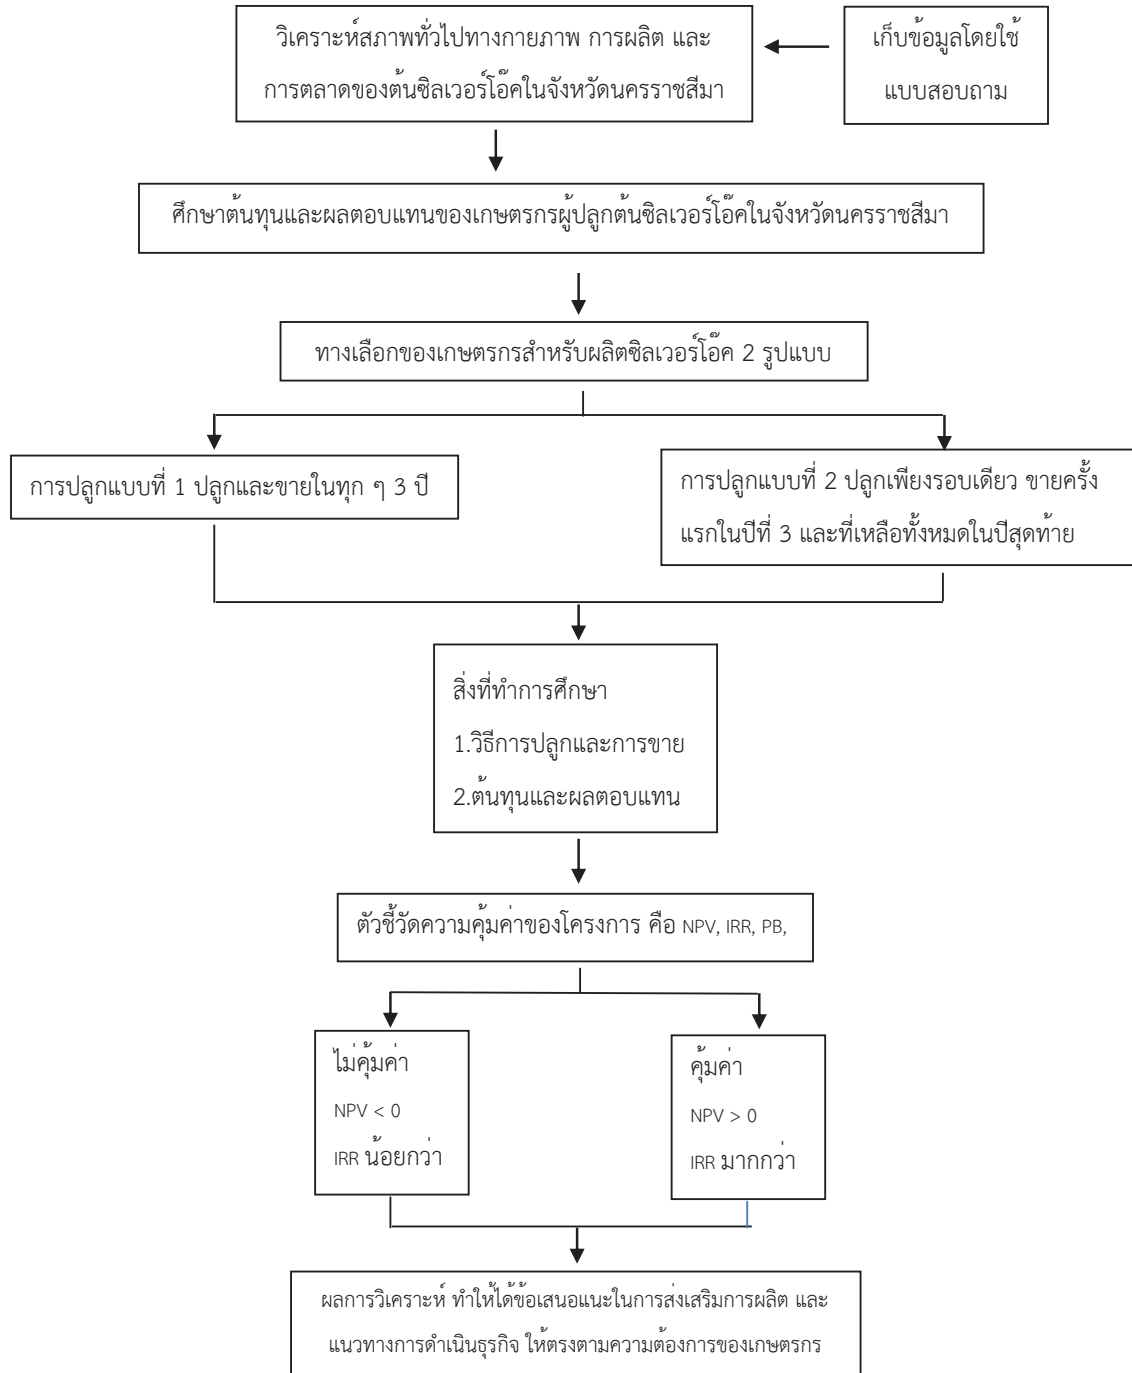 วิเคราะห์สภาพทั่วไปทางกายภาพ การผลิต และ
การตลาดของต้นซิลเวอร์โอ๊คในจังหวัดนครราชสีมา
เก็บข้อมูลโดยใช้
แบบสอบถาม
ศึกษาต้นทุนและผลตอบแทนของเกษตรกรผู้ปลูกต้นซิลเวอร์โอ๊คในจังหวัดนครราชสีมา
ทางเลือกของเกษตรกรสำหรับผลิตซิลเวอร์โอ๊ค 2 รูปแบบ
การปลูกแบบที่ 1 ปลูกและขายในทุก ๆ 3 ปี
การปลูกแบบที่ 2 ปลูกเพียงรอบเดียว ขายครั้ง
แรกในปีที่ 3 และที่เหลือทั้งหมดในปีสุดท้าย
สิ่งที่ทำการศึกษา
1.วิธีการปลูกและการขาย
2.ต้นทุนและผลตอบแทน
ตัวชี้วัดความคุ้มค่าของโครงการ คือ NPV, IRR, PB,
ไม่คุ้มค่า
NPV < 0
IRR น้อยกว่า
คุ้มค่า
NPV > 0
IRR มากกว่า
ผลการวิเคราะห์ ทำให้ได้ข้อเสนอแนะในการส่งเสริมการผลิต และ
แนวทางการดำเนินธุรกิจ ให้ตรงตามความต้องการของเกษตรกร